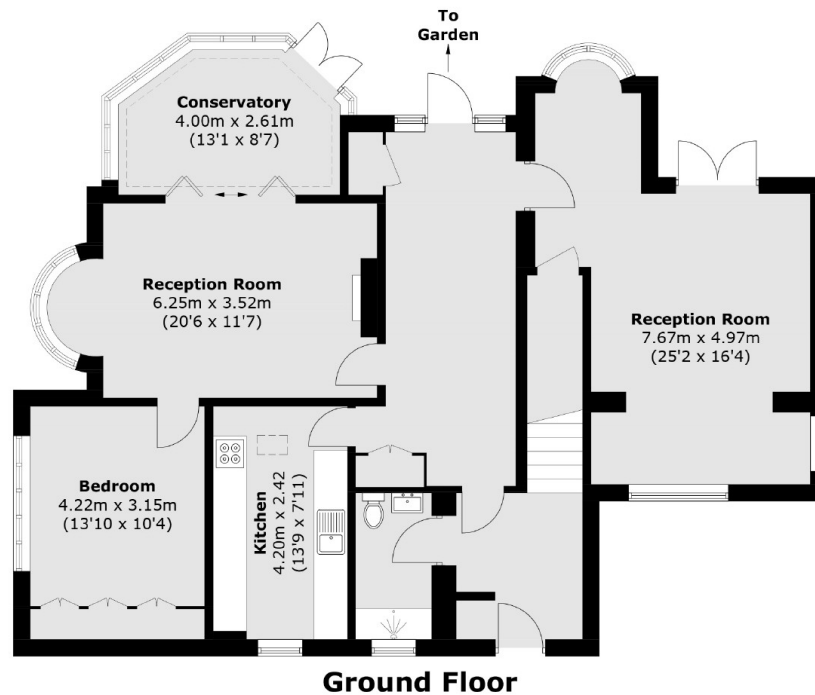 To
Garden
Conservatory
4.00m x 2.61m
(13'1 x 8'7)
Reception Room
6.25m x 3.52m
(20'6 x 11'7)
Reception Room
7.67m x 4.97m
(25'2 x 16'4)
Bedroom
4.22m x 3.15m
(13'10 x 10'4)
Kitchen
4.20m x 2.42
(13'9 x 7'11)
Ground Floor